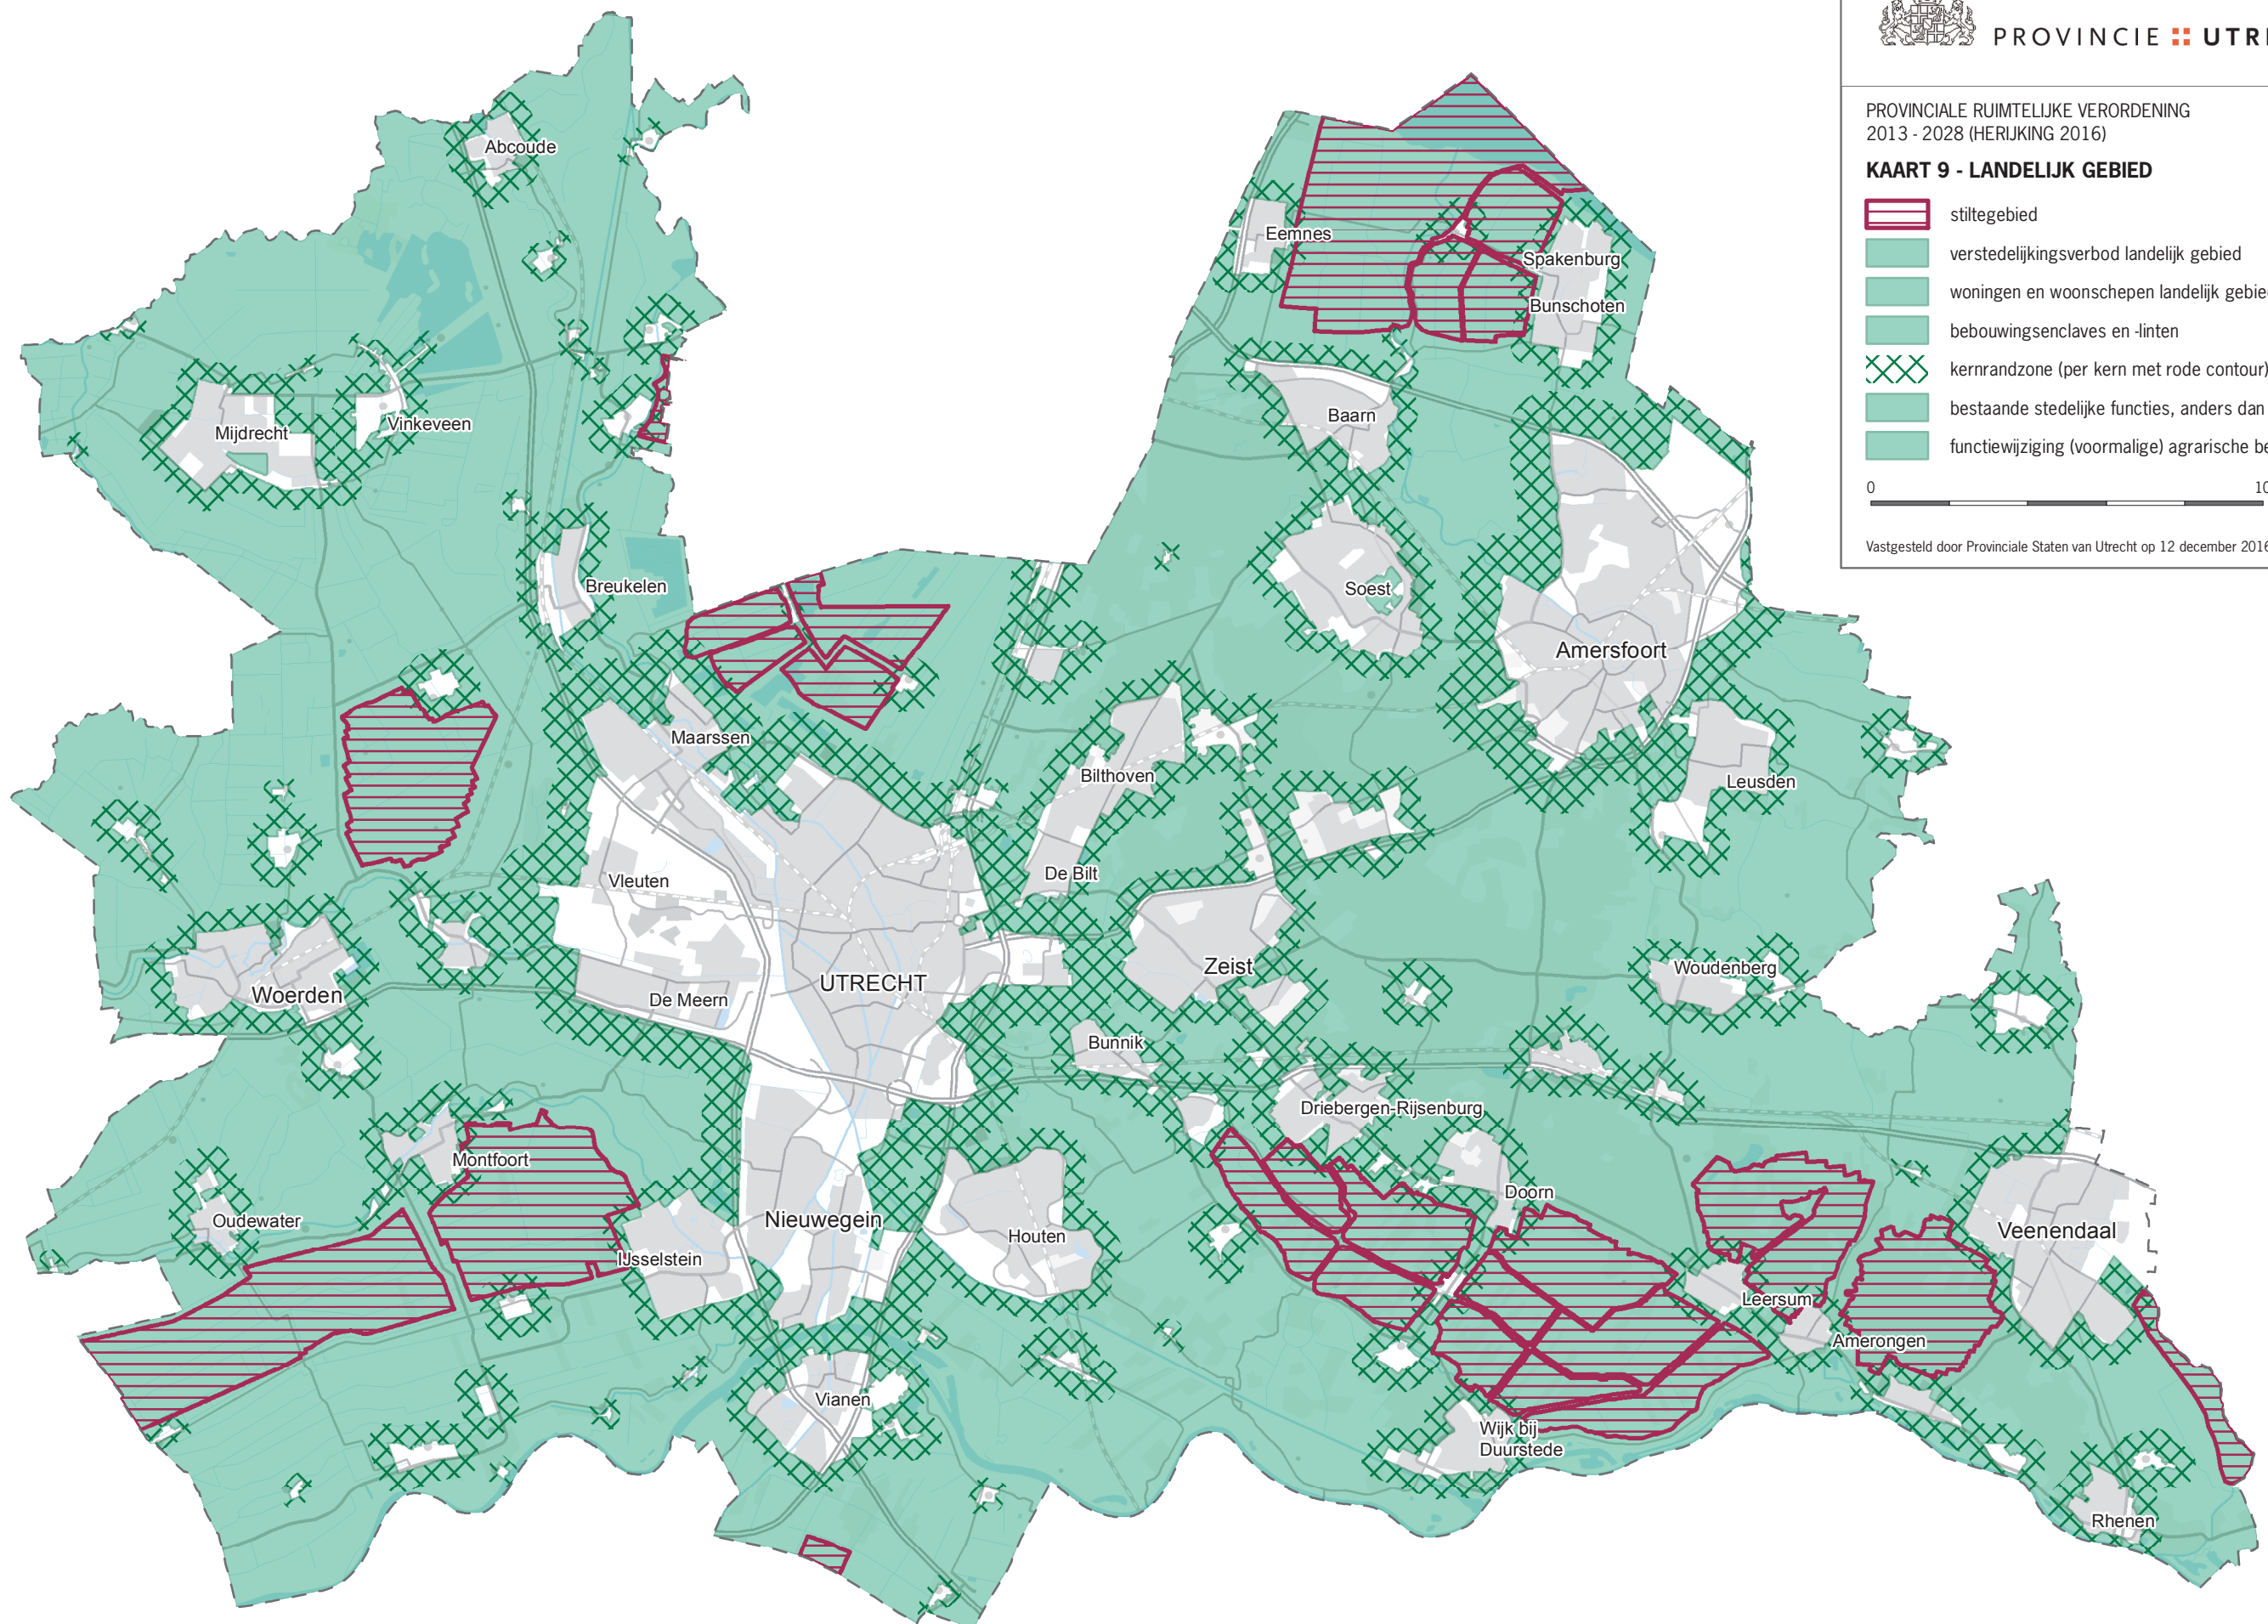 PROVINCIE UTR
PROVINCIALE RUIMTELIJKE VERORDENING
2013 - 2028 (HERIJKING 2016)
KAART 9 - LANDELIJK GEBIED
stiltegebied
verstedelijkingsverbod landelijk gebied
woningen en woonschepen landelijk gebie
bebouwingsenclaves en -linten
kernrandzone (per kern met rode contour)
bestaande stedelijke functies, anders dan
functiewijziging (voormalige) agrarische be
0 10
Vastgesteld door Provinciale Staten van Utrecht op 12 december 2016
Abcoude
Eemnes
Spakenburg
Bunschoten
Baarn
Vinkeveen
Mijdrecht
Breukelen
Soest
Amersfoort
Maarssen
Bilthoven
Leusden
De Bilt
Vleuten
Zeist
Woudenberg
UTRECHT
Woerden
De Meern
Bunnik
Driebergen-Rijsenburg
Montfoort
Doorn
Oudewater
Nieuwegein
Houten
Veenendaal
IJsselstein
Leersum
Amerongen
Vianen
Wijk bij
Duurstede
Rhenen